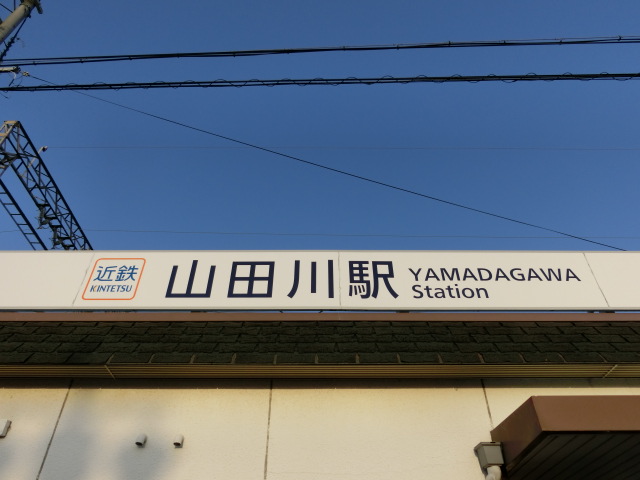 近鉄
KINTETSU
山田川駅
YAMADAGAWA
Station